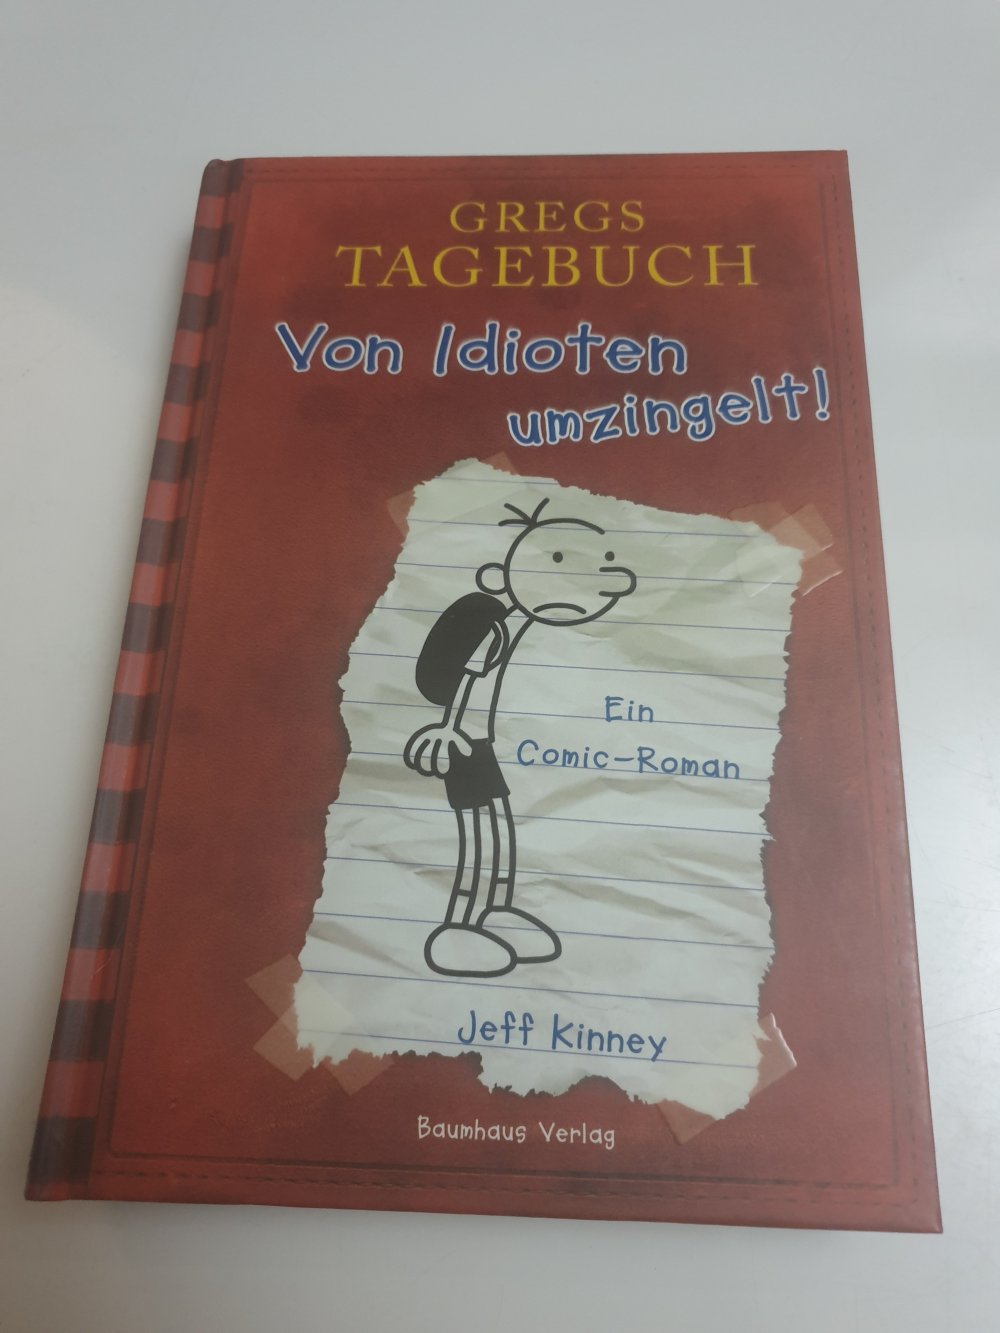 GREGS
TAGEBUCH
Von Idioten
umzingelt!
Ein
Comic-Roman
Jeff Kinney
Baumhaus Verlag